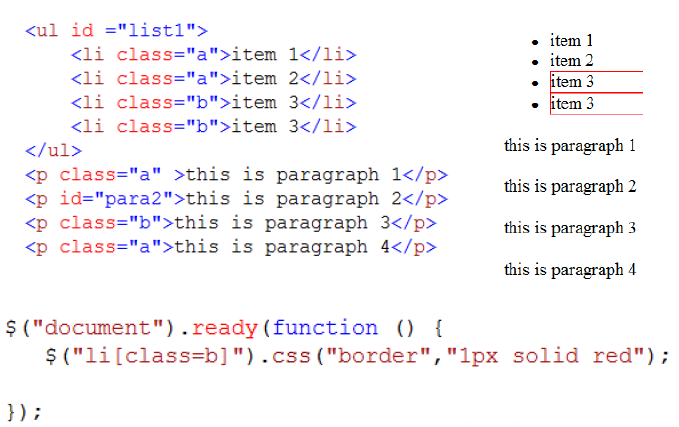 <ul id ="list1">
    <li class="a">item 1</li>
    <li class="a">item 2</li>
    <li class="b">item 3</li>
    <li class="b">item 3</li>
</ul>
<p class="a" >this is paragraph 1</p>
<p id="para2">this is paragraph 2</p>
<p class="b">this is paragraph 3</p>
<p class="a">this is paragraph 4</p>
• item 1
• item 2
• item 3
• item 3
this is paragraph 1
this is paragraph 2
this is paragraph 3
this is paragraph 4
$("document").ready(function () {
   $("li[class=b]").css("border","1px solid red");
});